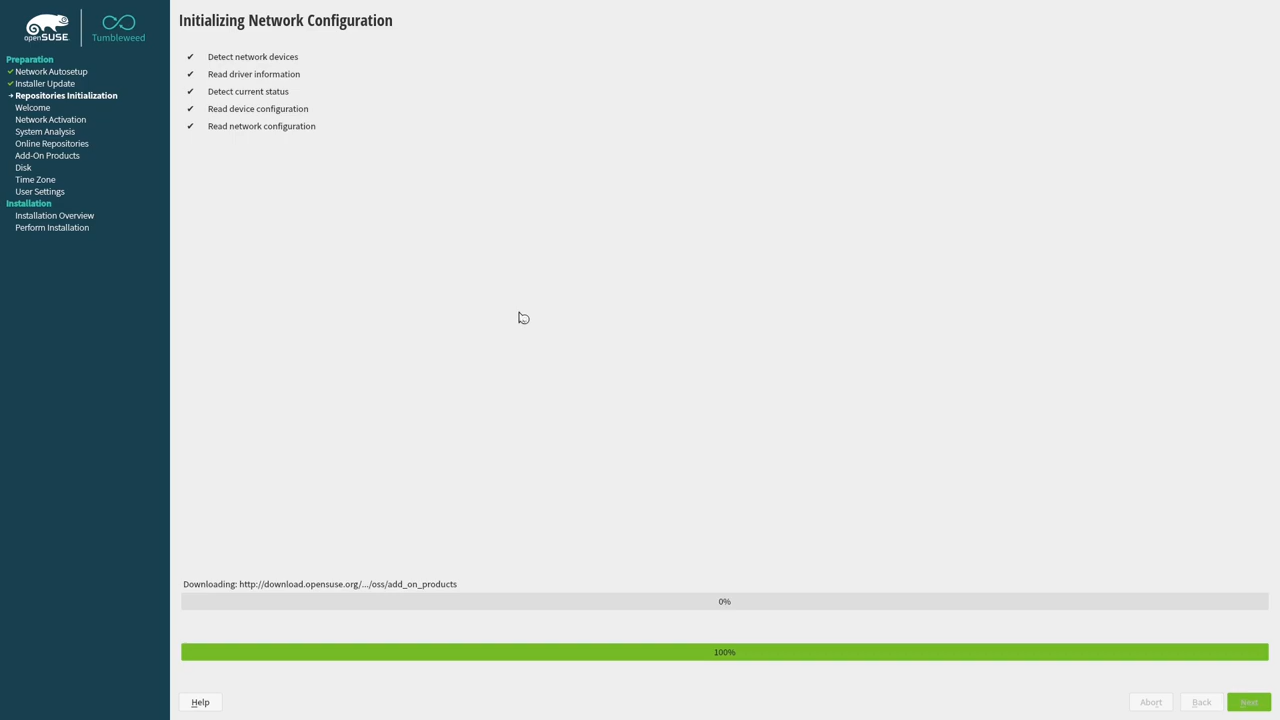 openSUSE
Tumbleweed
Preparation
Network Autosetup
Installer Update
Repositories Initialization
Welcome
Network Activation
System Analysis
Online Repositories
Add-On Products
Disk
Time Zone
User Settings
Installation
Installation Overview
Perform Installation
Initializing Network Configuration
✔ Detect network devices
✔ Read driver information
✔ Detect current status
✔ Read device configuration
✔ Read network configuration
Downloading: http://download.opensuse.org/.../oss/add_on_products
0%
100%
Help
Abort
Back
Next